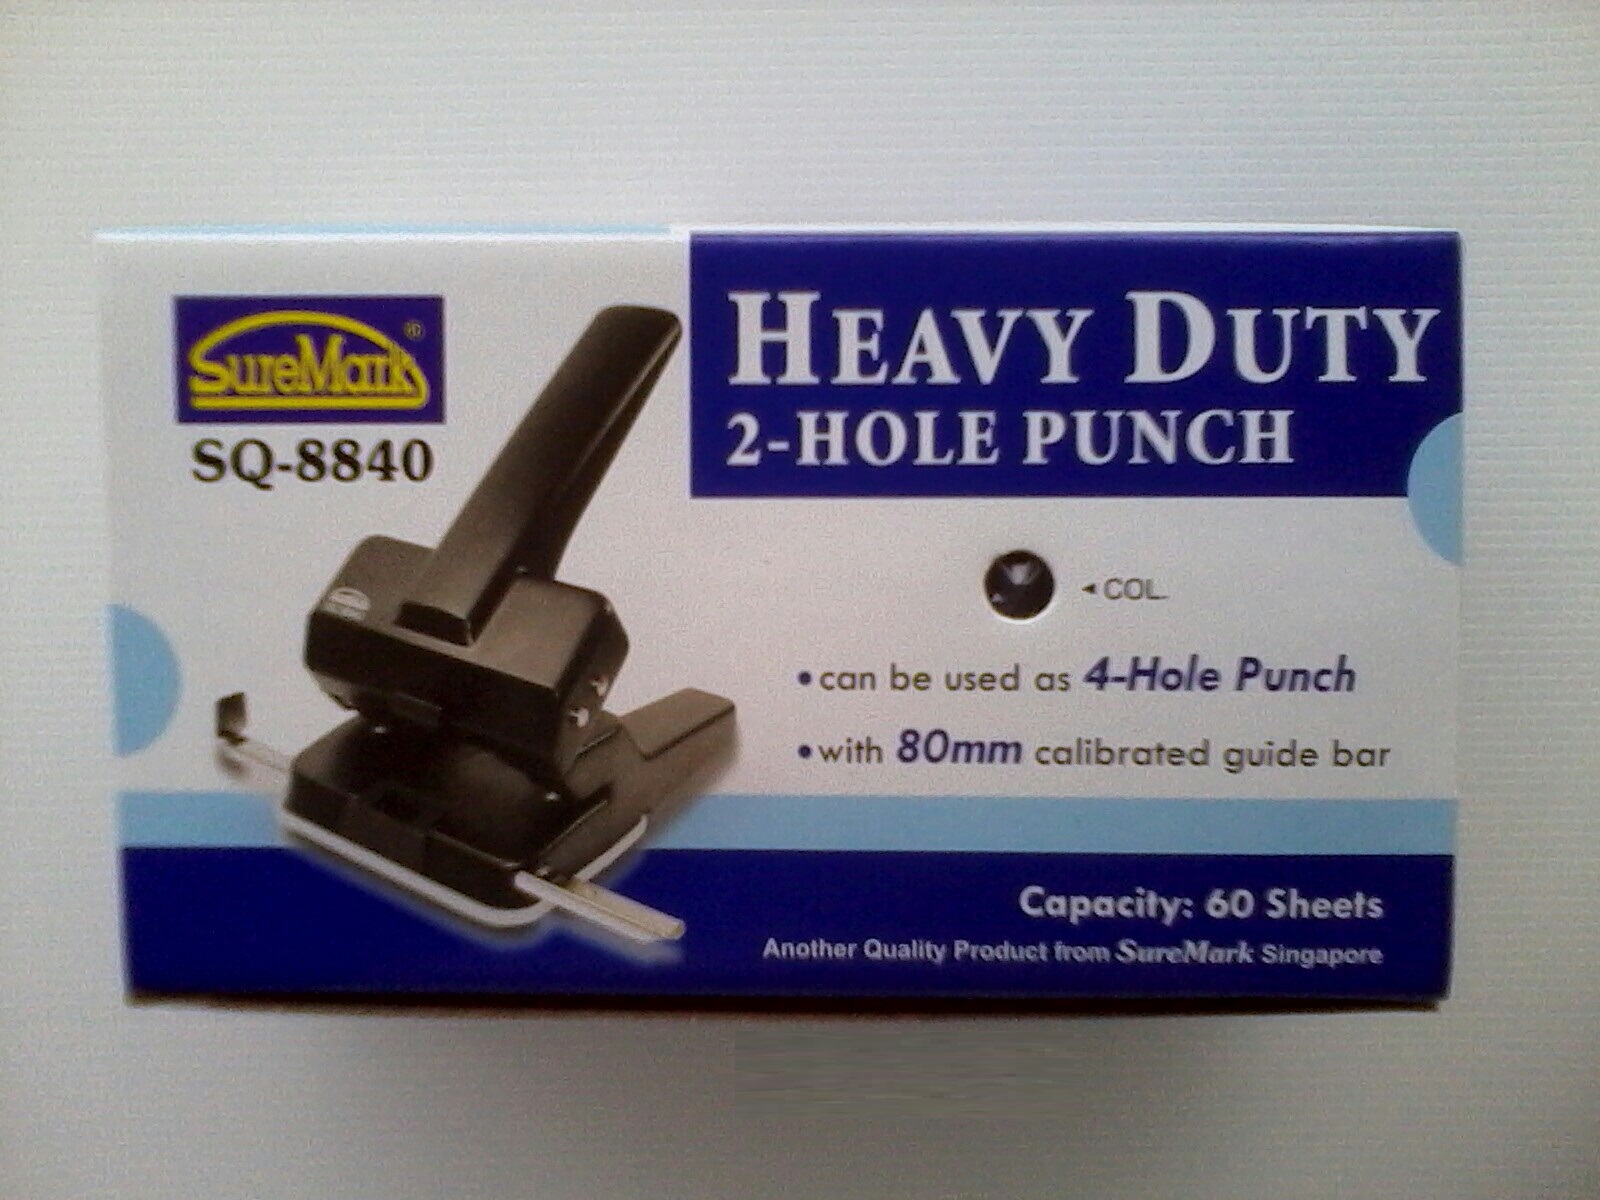 SureMark®
SQ-8840
HEAVY DUTY
2-HOLE PUNCH
◂ COL.
• can be used as 4-Hole Punch
• with 80mm calibrated guide bar
Capacity: 60 Sheets
Another Quality Product from SureMark Singapore